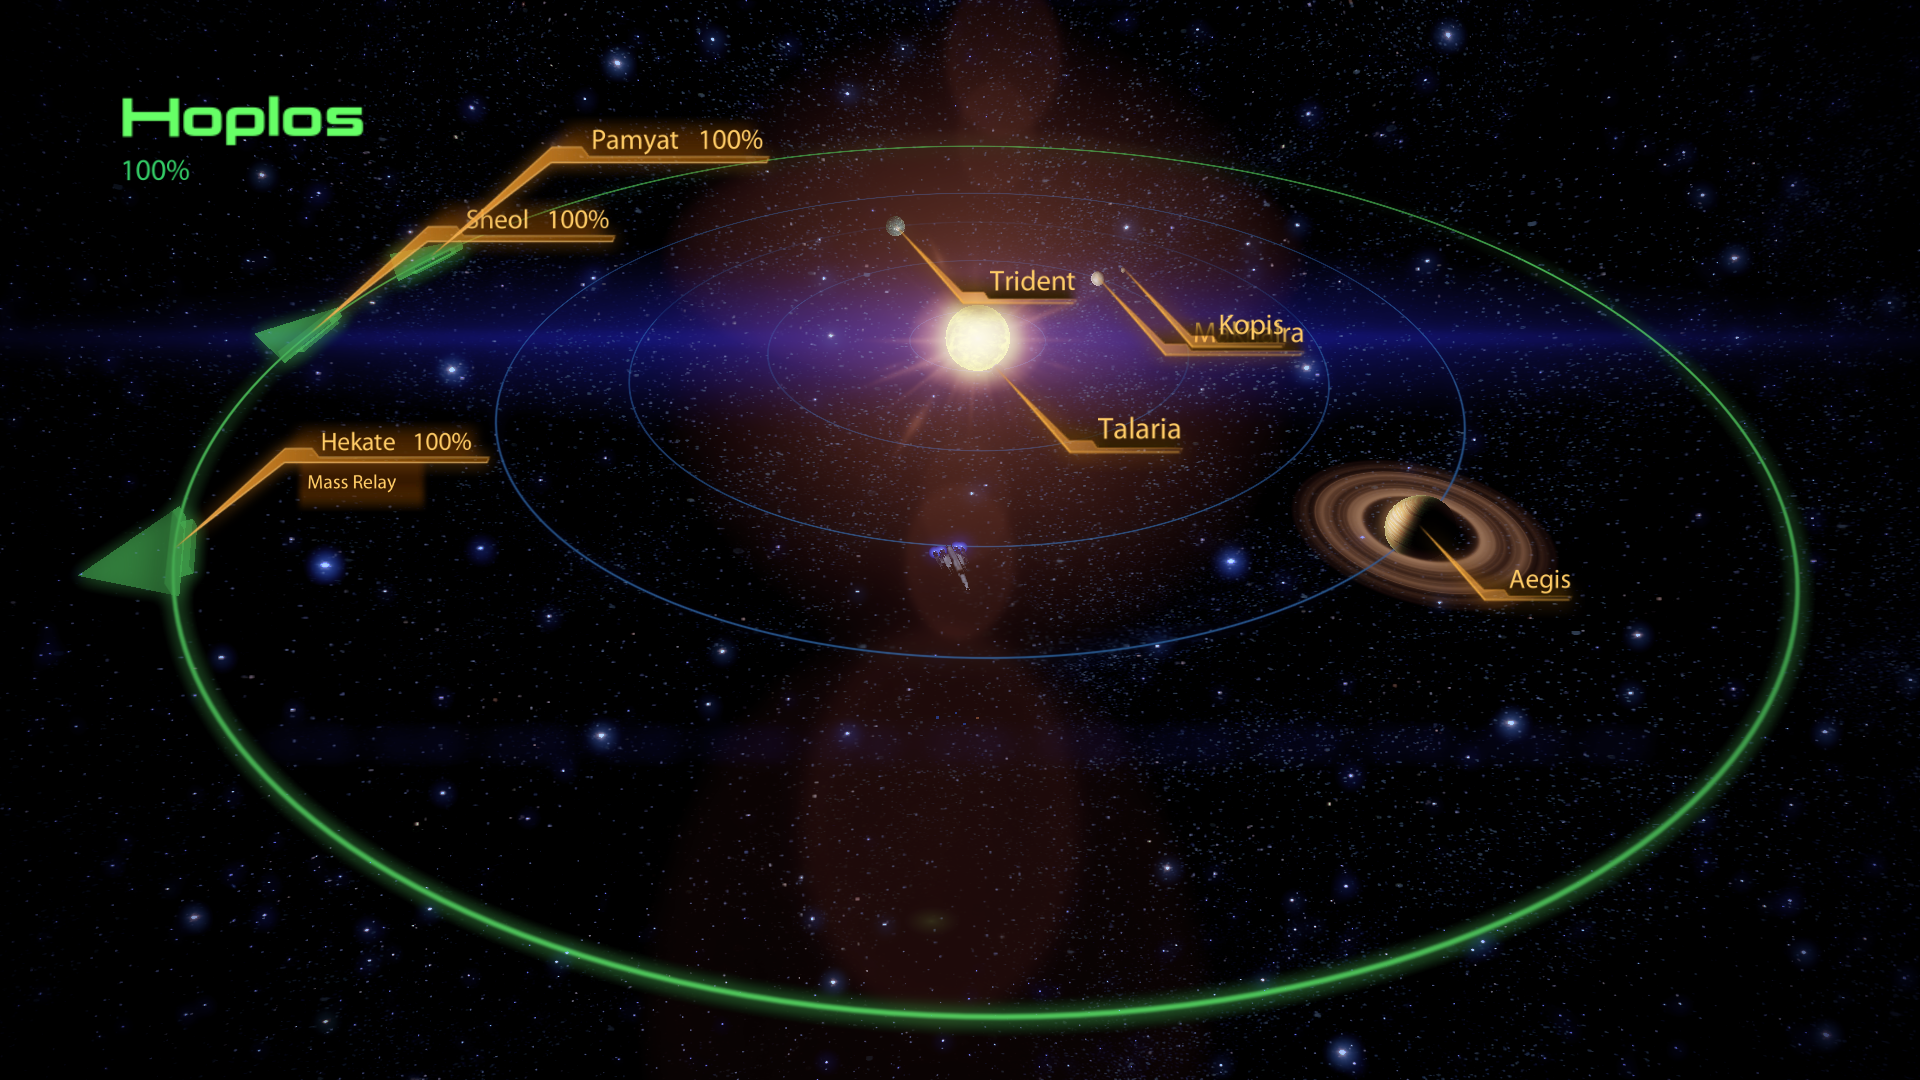 Hoplos
100%
Pamyat 100%
Sheol 100%
Trident
Kopis
Talaria
Hekate 100%
Mass Relay
Aegis